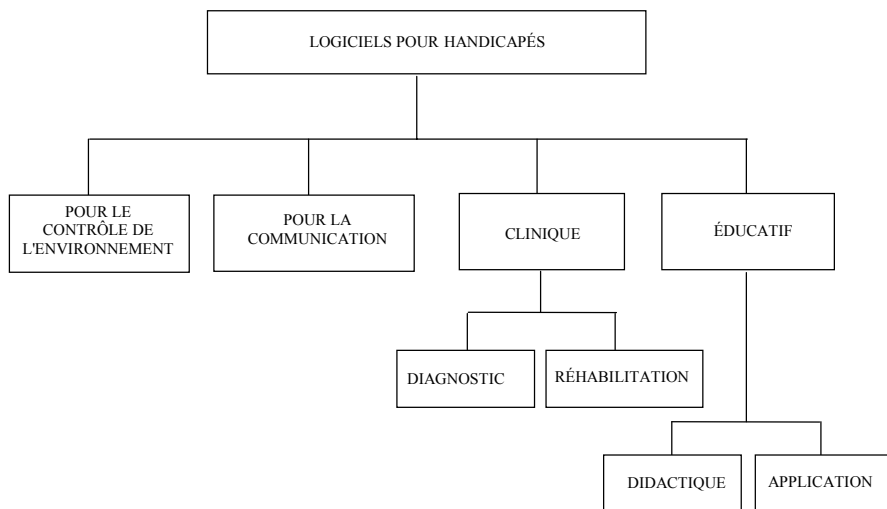 LOGICIELS POUR HANDICAPÉS
POUR LE
CONTRÔLE DE
L'ENVIRONNEMENT
POUR LA
COMMUNICATION
CLINIQUE
ÉDUCATIF
DIAGNOSTIC
RÉHABILITATION
DIDACTIQUE
APPLICATION